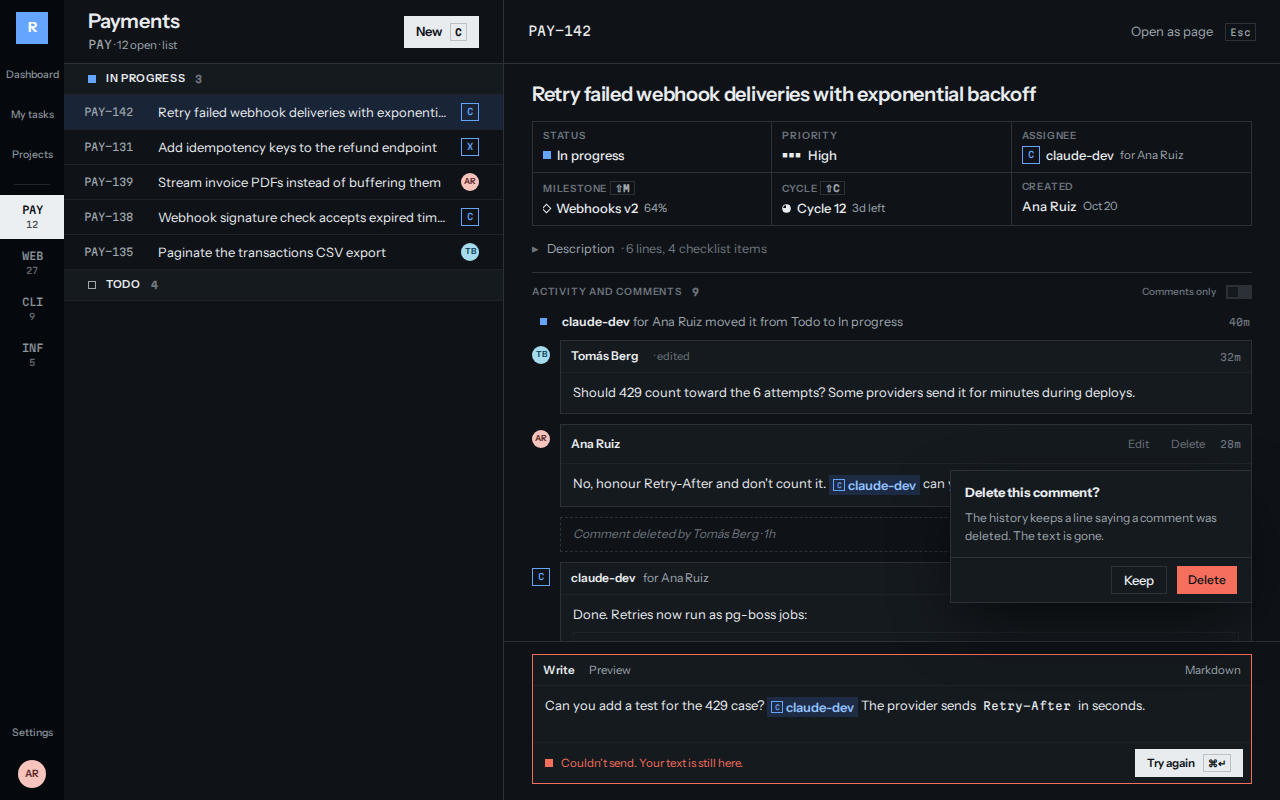 R
Dashboard
My tasks
Projects
PAY
12
WEB
27
CLI
9
INF
5
Settings
AR
Payments
PAY · 12 open · list
New C
IN PROGRESS 3
PAY-142 Retry failed webhook deliveries with exponenti… C
PAY-131 Add idempotency keys to the refund endpoint X
PAY-139 Stream invoice PDFs instead of buffering them AR
PAY-138 Webhook signature check accepts expired tim… C
PAY-135 Paginate the transactions CSV export TB
TODO 4
PAY-142
Open as page Esc
Retry failed webhook deliveries with exponential backoff
STATUS
In progress
PRIORITY
High
ASSIGNEE
C claude-dev for Ana Ruiz
MILESTONE ⇧M
Webhooks v2 64%
CYCLE ⇧C
Cycle 12 3d left
CREATED
Ana Ruiz Oct 20
Description · 6 lines, 4 checklist items
ACTIVITY AND COMMENTS 9
Comments only
claude-dev for Ana Ruiz moved it from Todo to In progress 40m
TB Tomás Berg · edited 32m
Should 429 count toward the 6 attempts? Some providers send it for minutes during deploys.
AR Ana Ruiz Edit Delete 28m
No, honour Retry-After and don't count it. C claude-dev can
Comment deleted by Tomás Berg · 1h
C claude-dev for Ana Ruiz
Done. Retries now run as pg-boss jobs:
Delete this comment?
The history keeps a line saying a comment was
deleted. The text is gone.
Keep
Delete
Write Preview Markdown
Can you add a test for the 429 case? C claude-dev The provider sends Retry-After in seconds.
Couldn't send. Your text is still here.
Try again ⌘↵